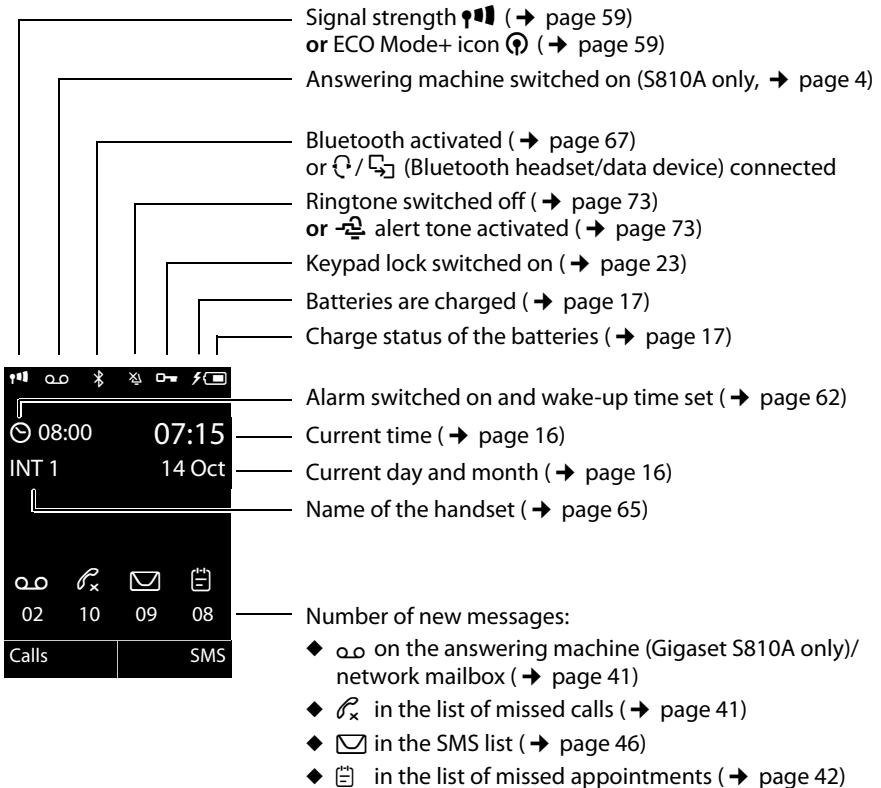 Signal strength (➔ page 59)
or ECO Mode+ icon (➔ page 59)
Answering machine switched on (S810A only, ➔ page 4)
Bluetooth activated (➔ page 67)
or / (Bluetooth headset/data device) connected
Ringtone switched off (➔ page 73)
or alert tone activated (➔ page 73)
Keypad lock switched on (➔ page 23)
Batteries are charged (➔ page 17)
Charge status of the batteries (➔ page 17)
Alarm switched on and wake-up time set (➔ page 62)
08:00 07:15
Current time (➔ page 16)
INT 1 14 Oct
Current day and month (➔ page 16)
Name of the handset (➔ page 65)
02 10 09 08
Calls SMS
Number of new messages:
◆ on the answering machine (Gigaset S810A only)/
network mailbox (➔ page 41)
◆ in the list of missed calls (➔ page 41)
◆ in the SMS list (➔ page 46)
◆ in the list of missed appointments (➔ page 42)